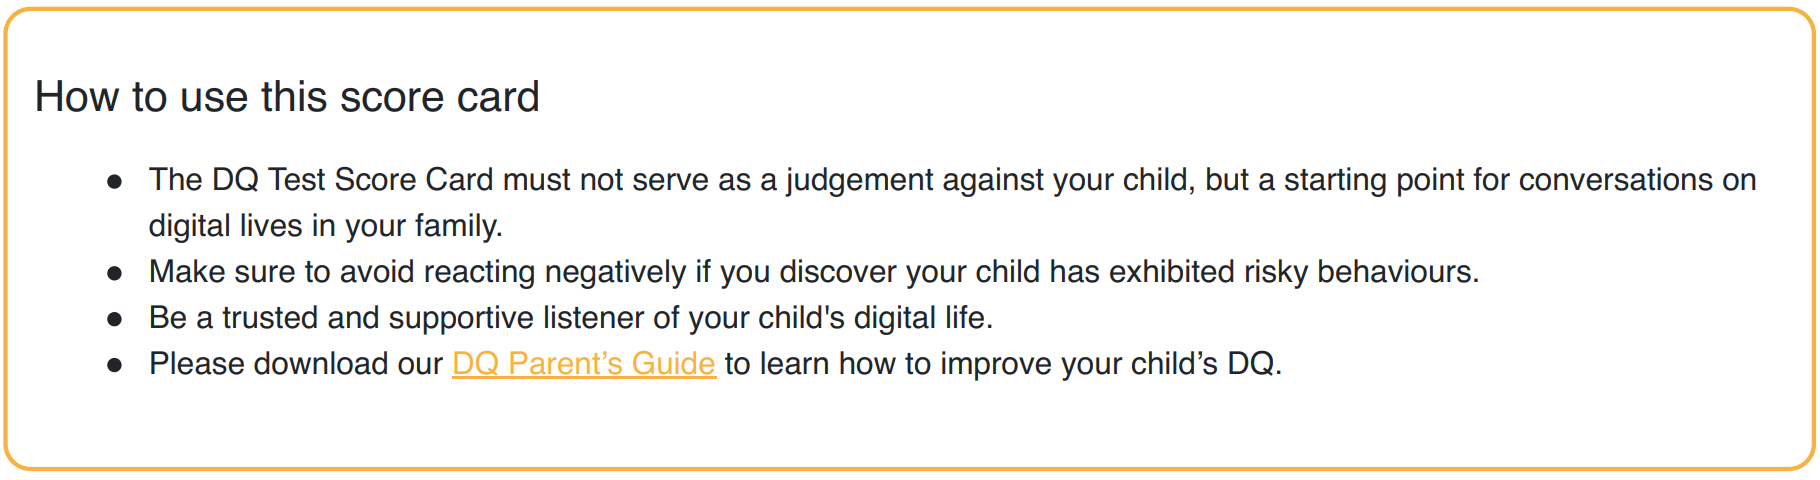 How to use this score card
● The DQ Test Score Card must not serve as a judgement against your child, but a starting point for conversations on
digital lives in your family.
● Make sure to avoid reacting negatively if you discover your child has exhibited risky behaviours.
● Be a trusted and supportive listener of your child's digital life.
● Please download our DQ Parent’s Guide to learn how to improve your child’s DQ.